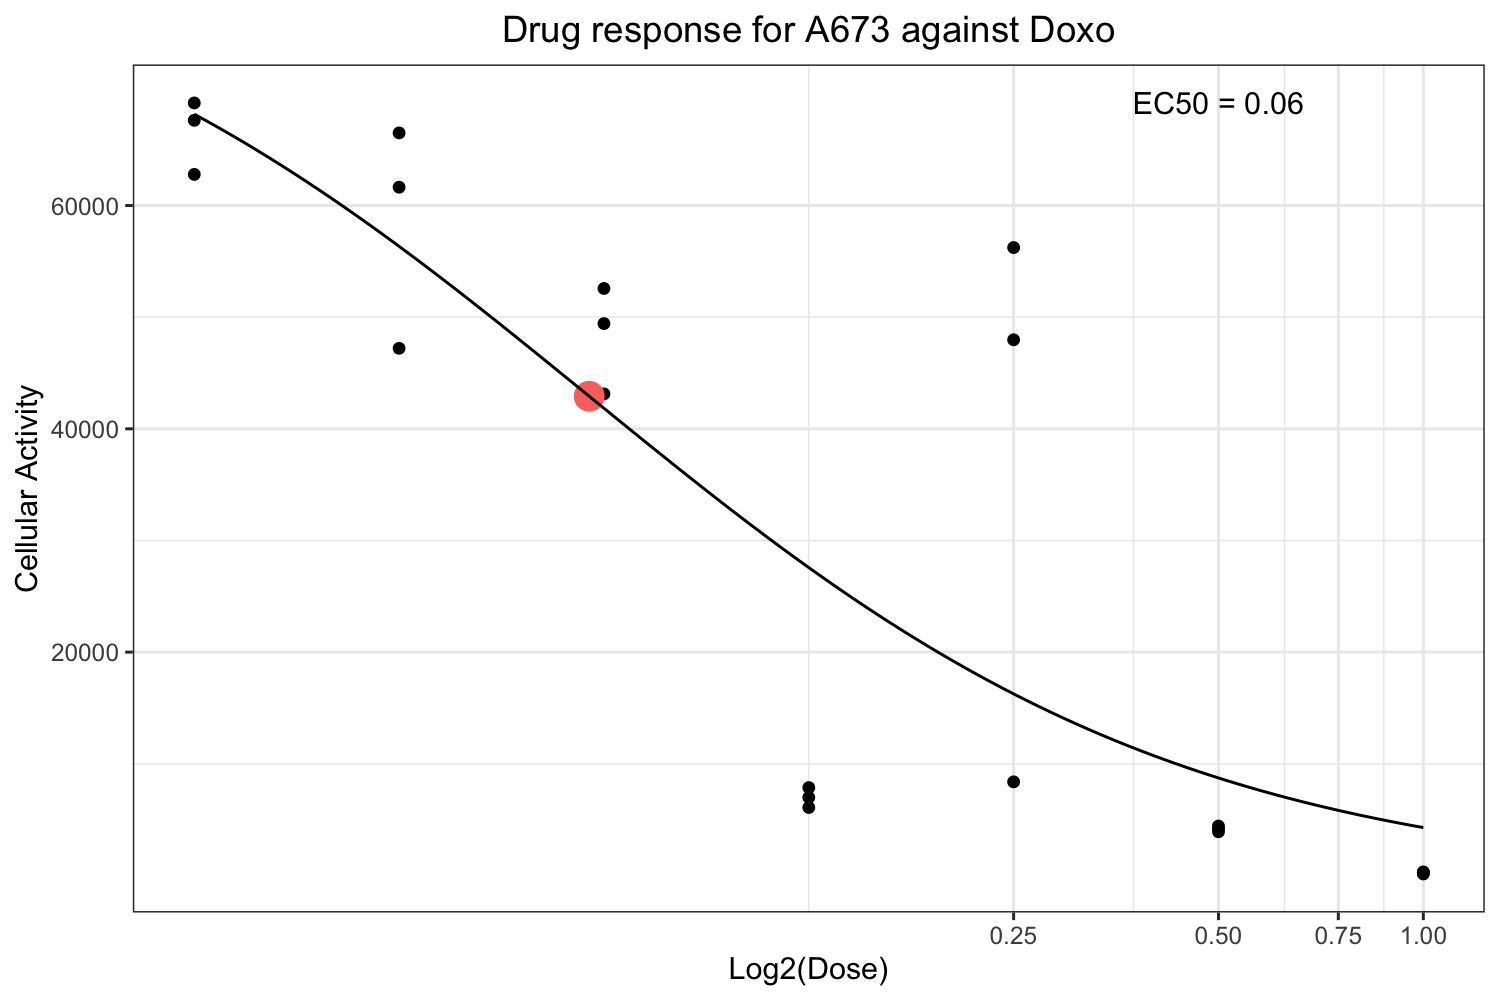 Drug response for A673 against Doxo
EC50 = 0.06
Cellular Activity
60000
40000
20000
0.25 0.50 0.75 1.00
Log2(Dose)